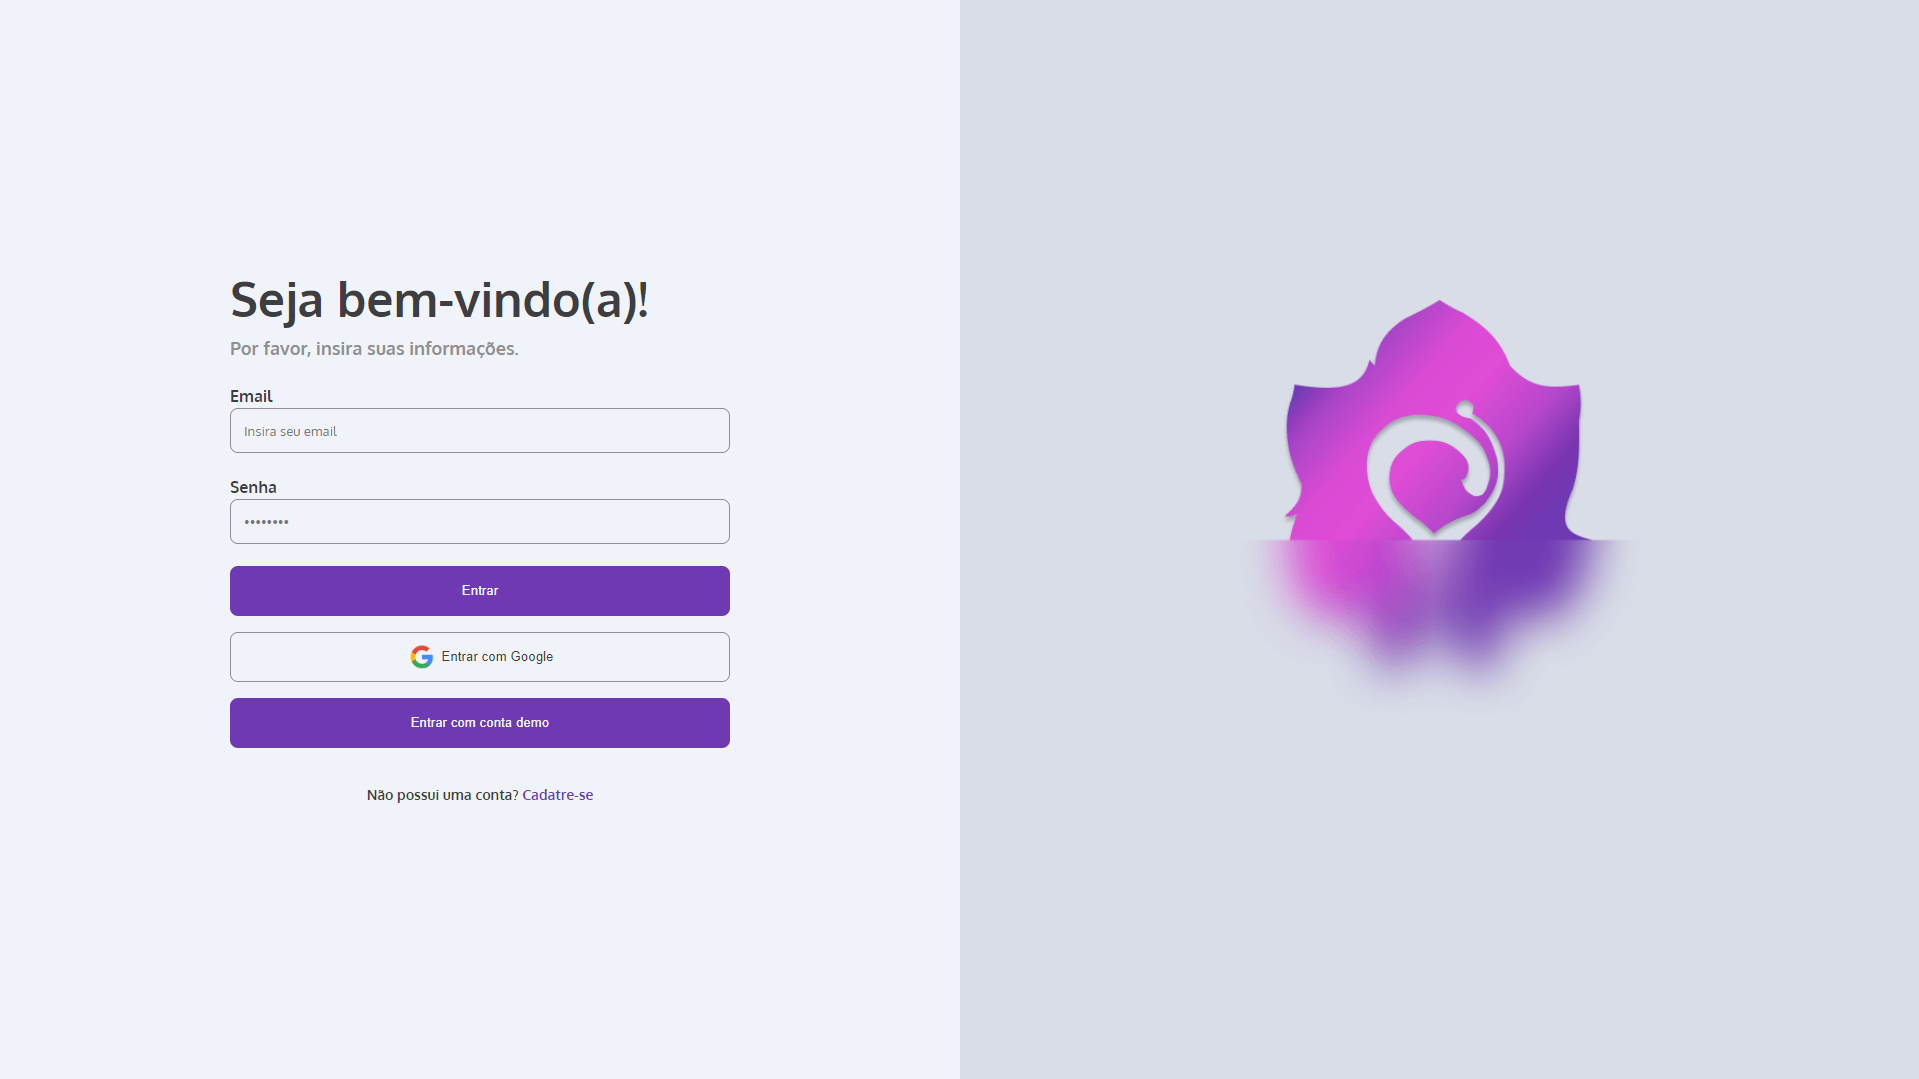 Seja bem-vindo(a)!
Por favor, insira suas informações.
Email
Insira seu email
Senha
••••••••
Entrar
Entrar com Google
Entrar com conta demo
Não possui uma conta? Cadatre-se